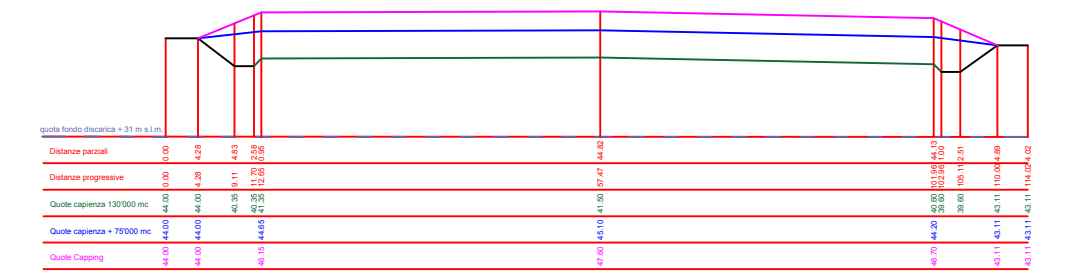 quota fondo discarica + 31 m s.l.m.
Distanze parziali 0.00 4.28 4.83 2.58 0.95 44.82 44.13 1.00 2.51 4.89 4.02
Distanze progressive 0.00 4.28 9.11 11.70 12.65 57.47 101.96 102.96 105.11 110.00 114.02
Quote capienza 130'000 mc 44.00 44.00 40.35 40.35 41.35 41.50 40.60 39.60 39.60 43.11 43.11
Quote capienza + 75'000 mc 44.00 44.00 44.65 45.10 44.20 43.11 43.11
Quote Capping 44.00 44.00 46.15 47.60 46.70 43.11 43.11